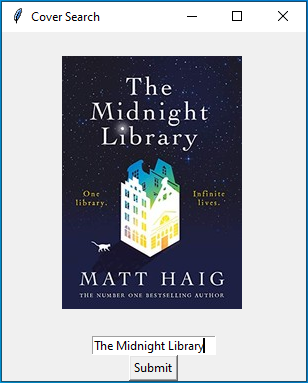 Cover Search
The
Midnight
Library
One
library.
Infinite
lives.
MATT HAIG
THE NUMBER ONE BESTSELLING AUTHOR
The Midnight Library
Submit